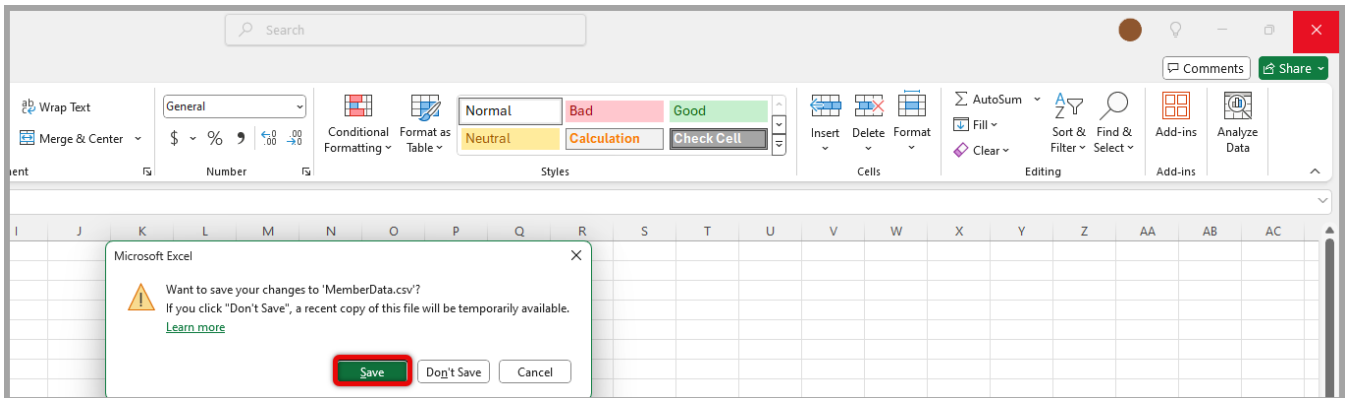 Search
Comments
Share
Wrap Text
General
Normal
Bad
Good
AutoSum
Merge & Center
$ % 9
Conditional Formatting
Format as Table
Neutral
Calculation
Check Cell
Insert
Delete
Format
Fill
Clear
Sort & Filter
Find & Select
Add-ins
Analyze Data
Number
Styles
Cells
Editing
Add-ins
I J K L M N O P Q R S T U V W X Y Z AA AB AC
Microsoft Excel
Want to save your changes to 'MemberData.csv'?
If you click "Don't Save", a recent copy of this file will be temporarily available.
Learn more
Save
Don't Save
Cancel